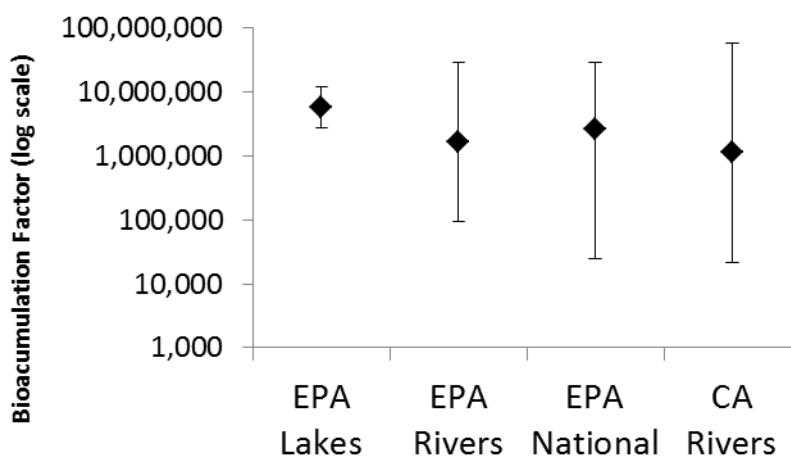 Bioacumulation Factor (log scale)
100,000,000
10,000,000
1,000,000
100,000
10,000
1,000
EPA Lakes
EPA Rivers
EPA National
CA Rivers